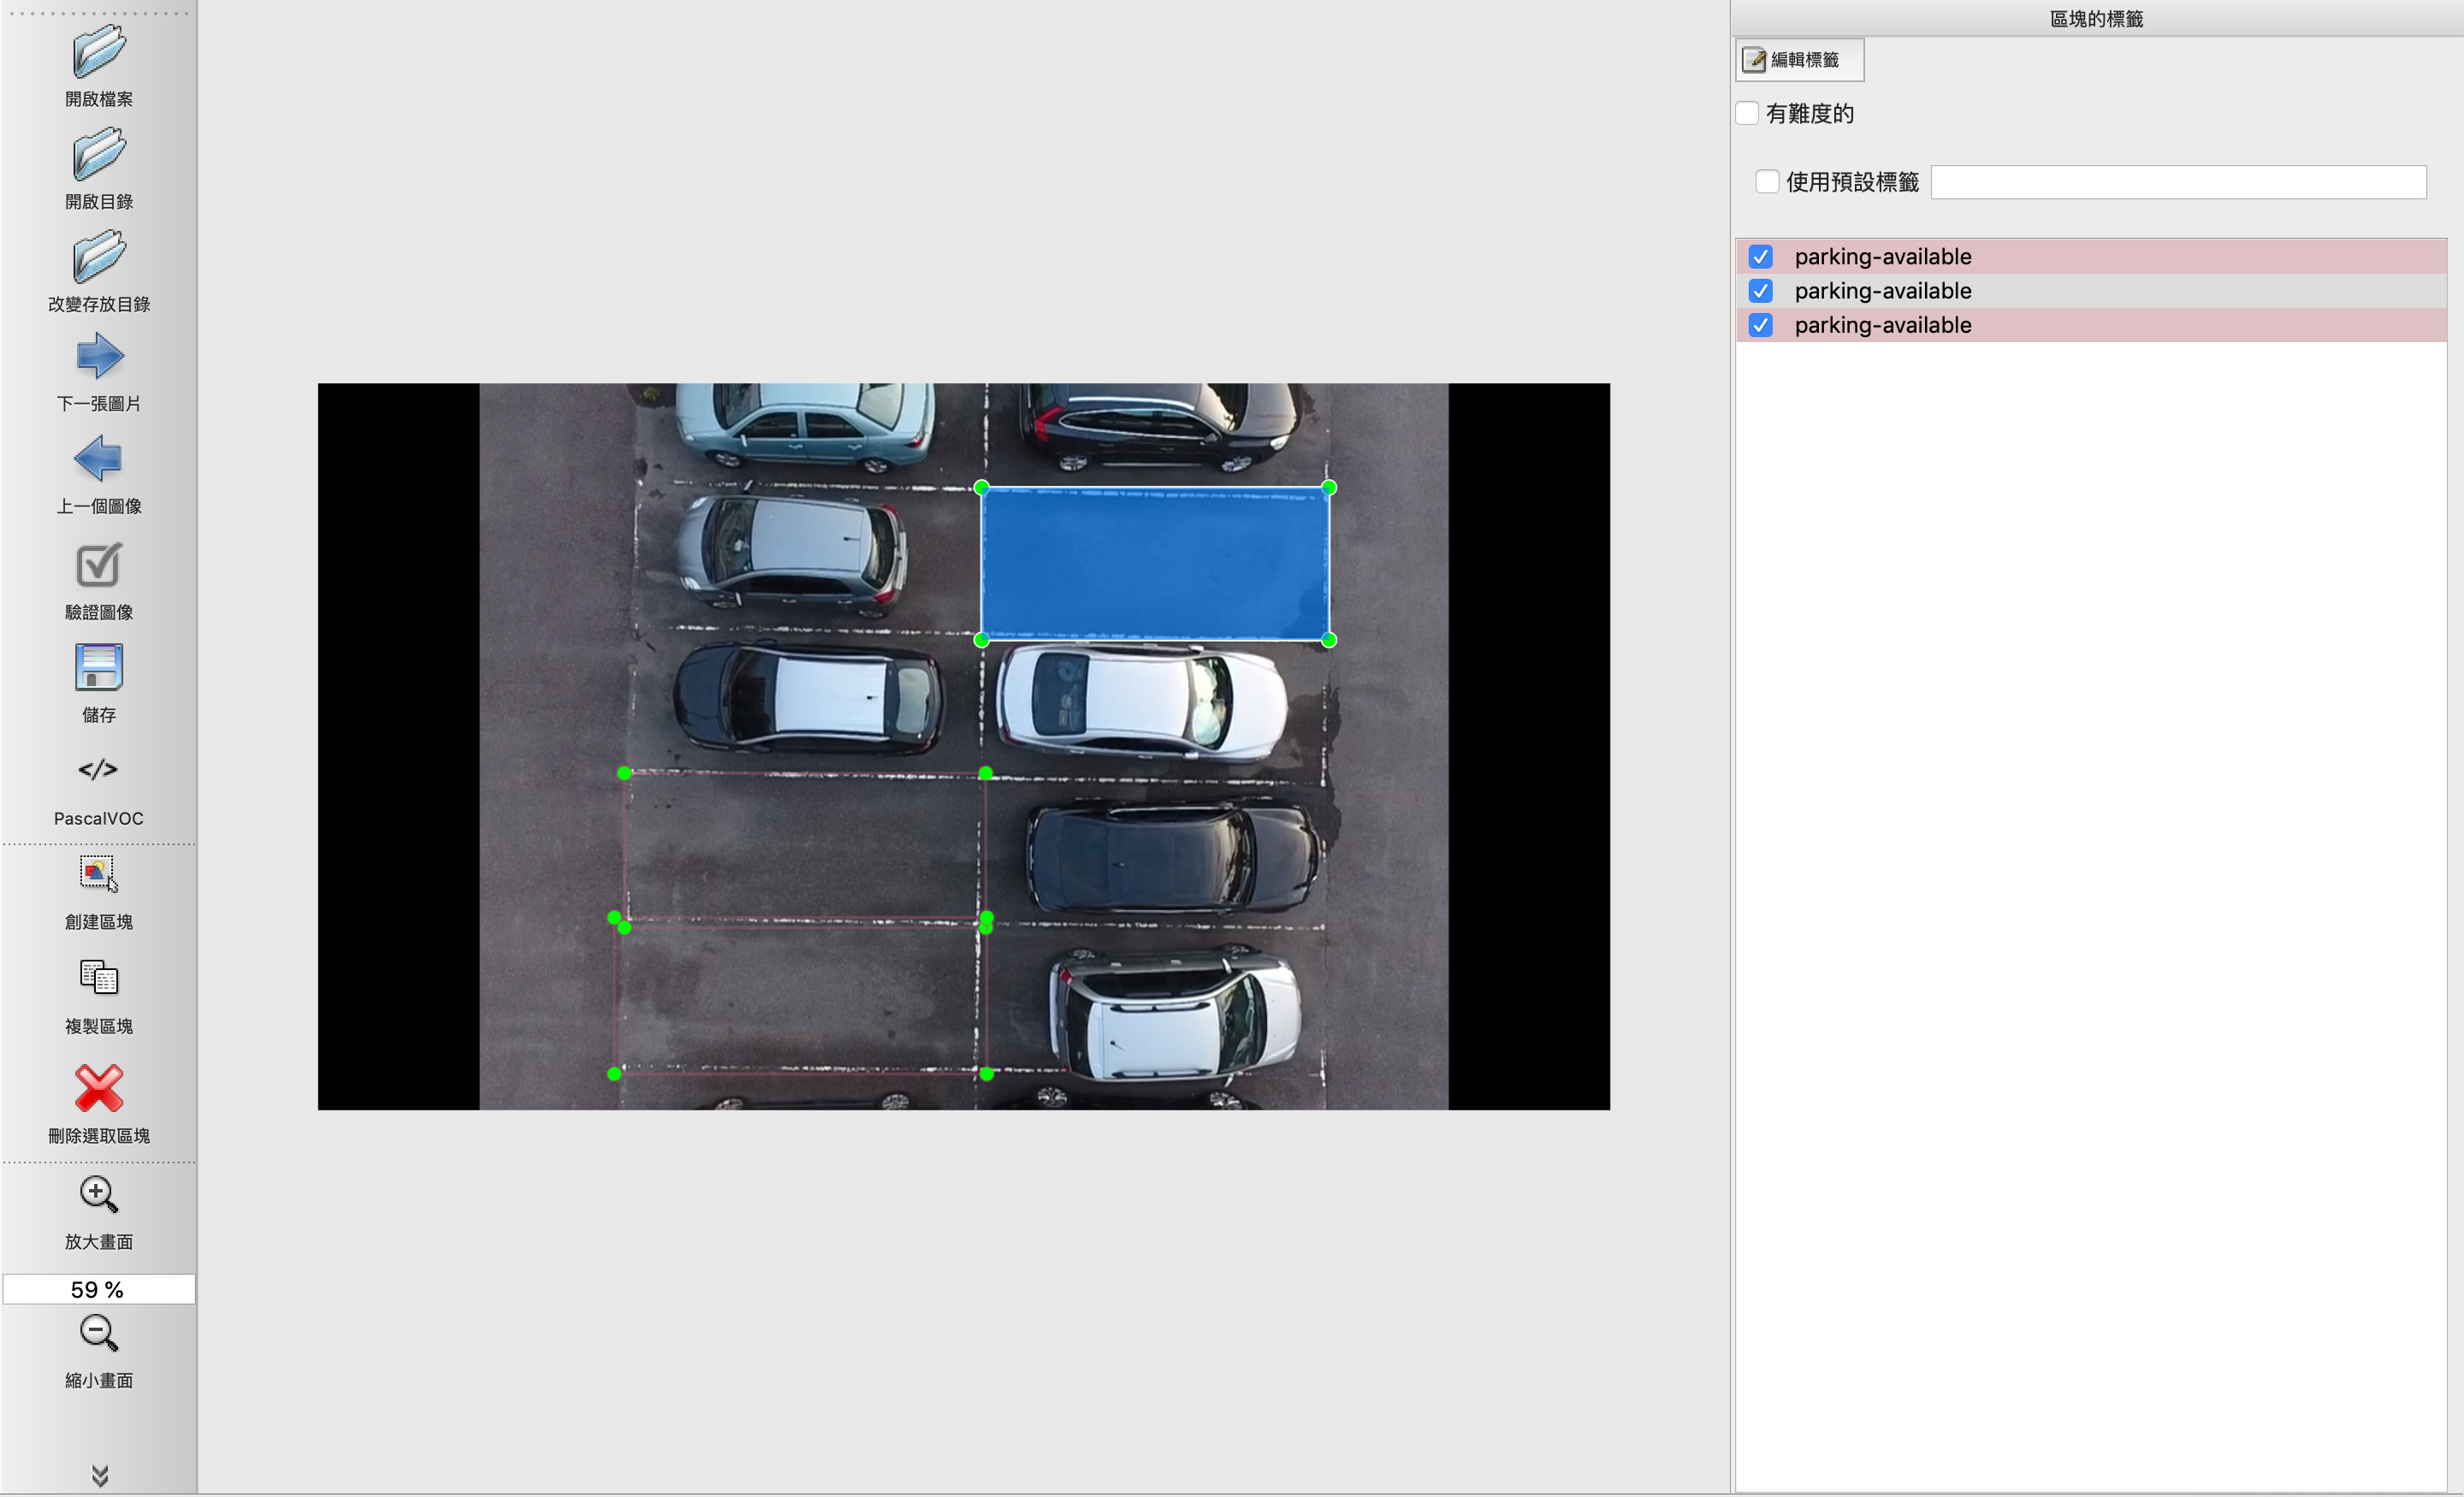 開啟檔案
開啟目錄
改變存放目錄
下一張圖片
上一個圖像
驗證圖像
儲存
</>
PascalVOC
創建區塊
複製區塊
刪除選取區塊
放大畫面
59 %
縮小畫面
區塊的標籤
編輯標籤
有難度的
使用預設標籤
parking-available
parking-available
parking-available